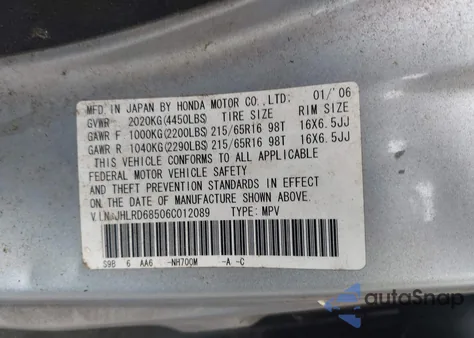 MFD. IN JAPAN BY HONDA MOTOR CO., LTD. 01/'06
GVWR 2020KG(4450LBS) TIRE SIZE RIM SIZE
GAWR F 1000KG(2200LBS) 215/65R16 98T 16X6.5JJ
GAWR R 1040KG(2290LBS) 215/65R16 98T 16X6.5JJ
THIS VEHICLE CONFORMS TO ALL APPLICABLE
FEDERAL MOTOR VEHICLE SAFETY
AND THEFT PREVENTION STANDARDS IN EFFECT
ON THE DATE OF MANUFACTURE SHOWN ABOVE.
V.I.N. JHLRD68506C012089 TYPE: MPV
S9B 6 AA6 -NH700M -A -C
autoSnap